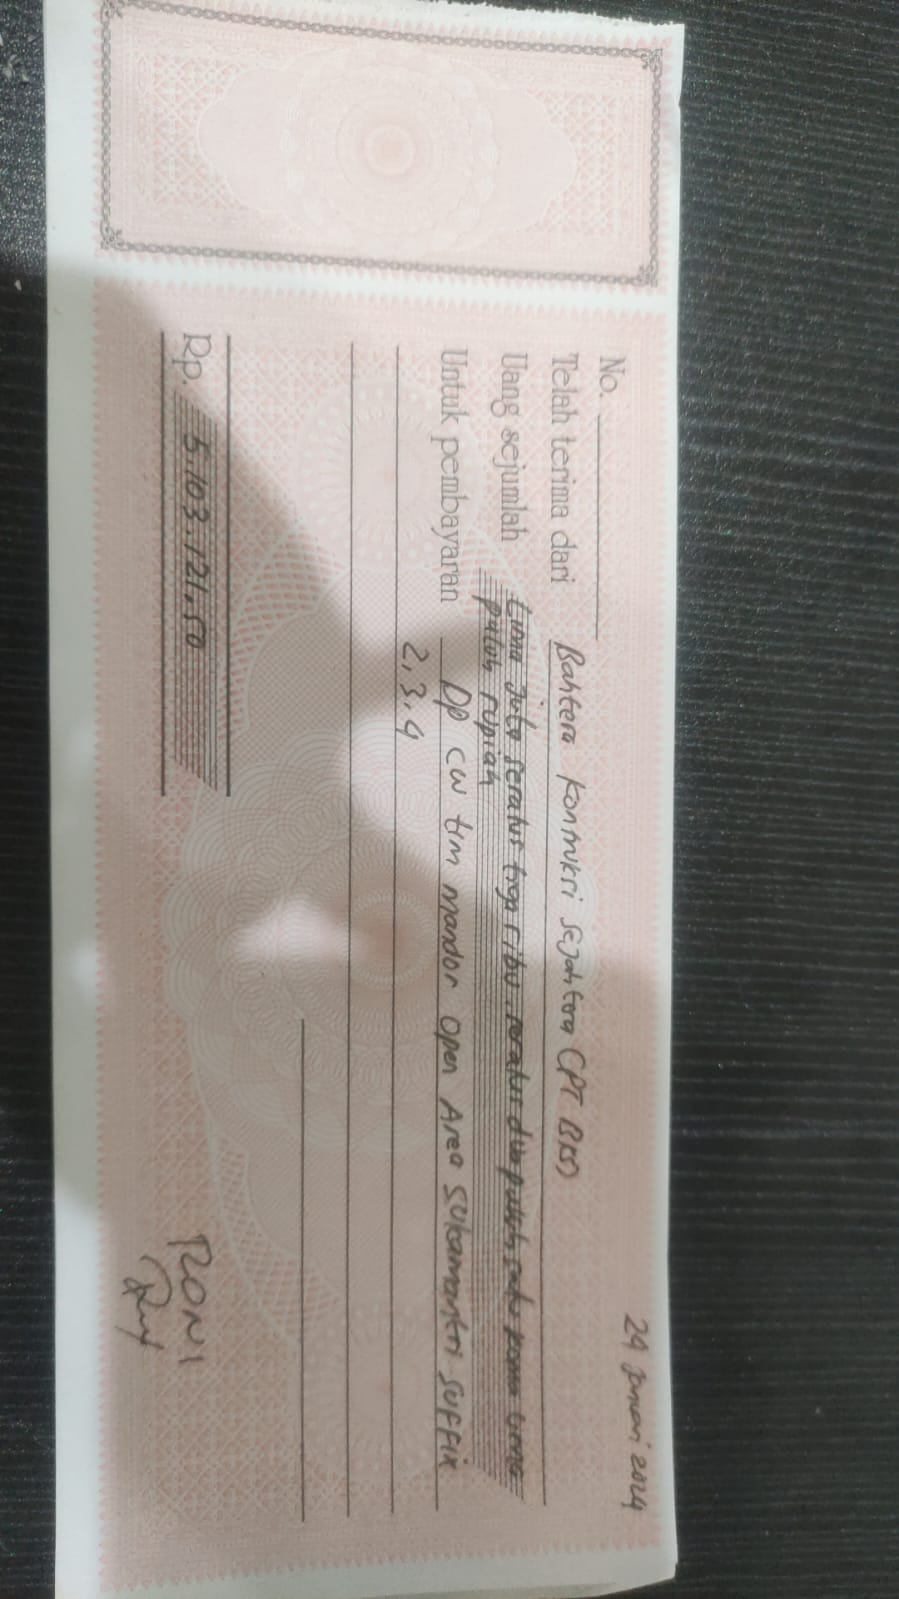 24 Januari 2024
No.
Telah terima dari Bahtera Kontruksi Sejahtera (PT BKS)
Uang sejumlah Lima Juta seratus tiga ribu seratus dua puluh satu koma
puluh rupiah
Untuk pembayaran DP CW tim mandor open Area sukamantri SUFFIX
2,3,4
Rp. 5.103.121,50
RONI